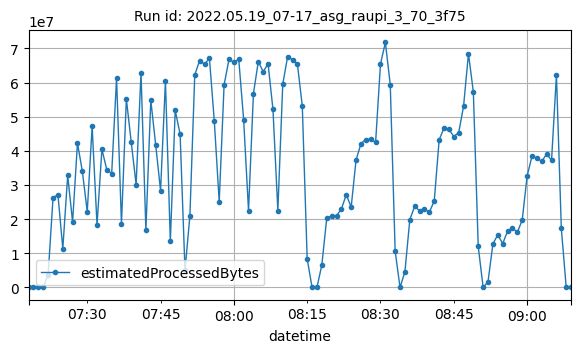 Run id: 2022.05.19_07-17_asg_raupi_3_70_3f75
1e7
7
6
5
4
3
2
1
0
estimatedProcessedBytes
07:30 07:45 08:00 08:15 08:30 08:45 09:00
datetime